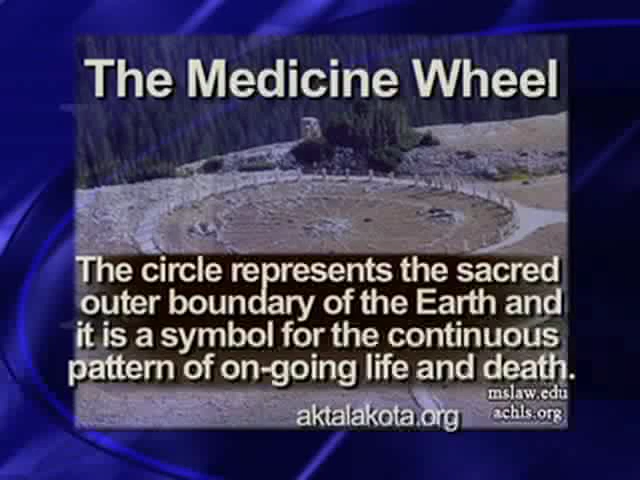 The Medicine Wheel
The circle represents the sacred
outer boundary of the Earth and
it is a symbol for the continuous
pattern of on-going life and death.
mslaw.edu
aktalakota.org
achls.org